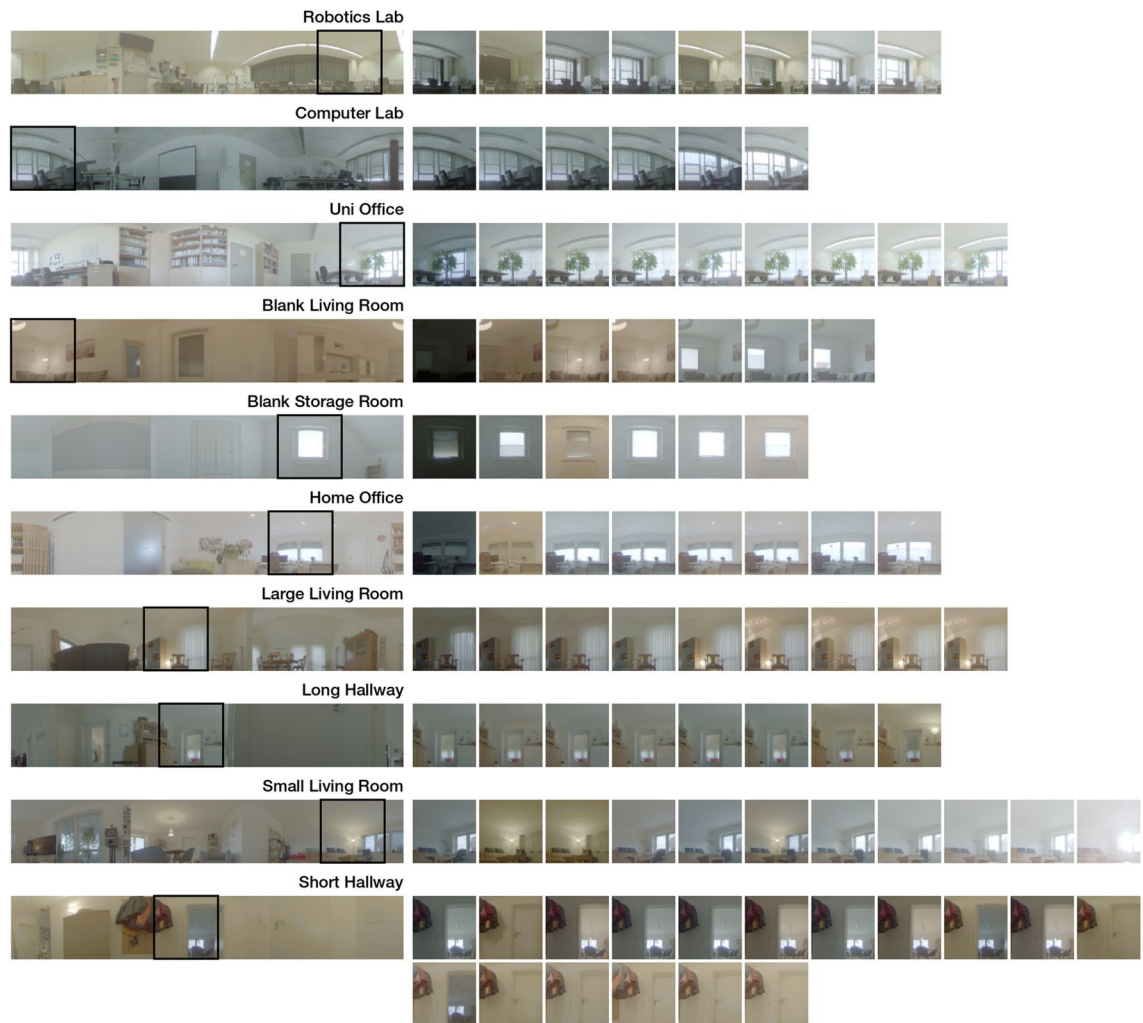 Robotics Lab
Computer Lab
Uni Office
Blank Living Room
Blank Storage Room
Home Office
Large Living Room
Long Hallway
Small Living Room
Short Hallway